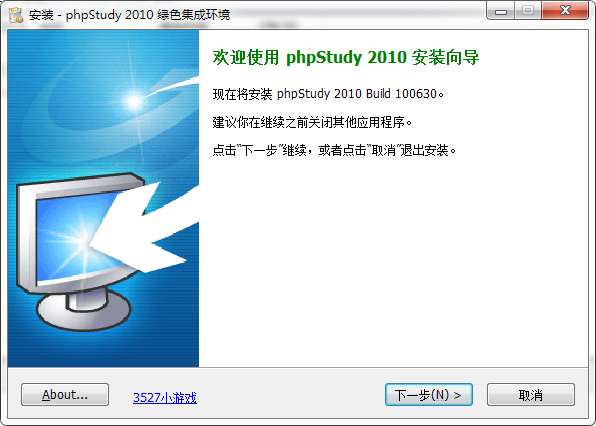 安装 - phpStudy 2010 绿色集成环境
欢迎使用 phpStudy 2010 安装向导
现在将安装 phpStudy 2010 Build 100630。
建议你在继续之前关闭其他应用程序。
点击“下一步”继续，或者点击“取消”退出安装。
About... 3527小游戏 下一步(N) > 取消